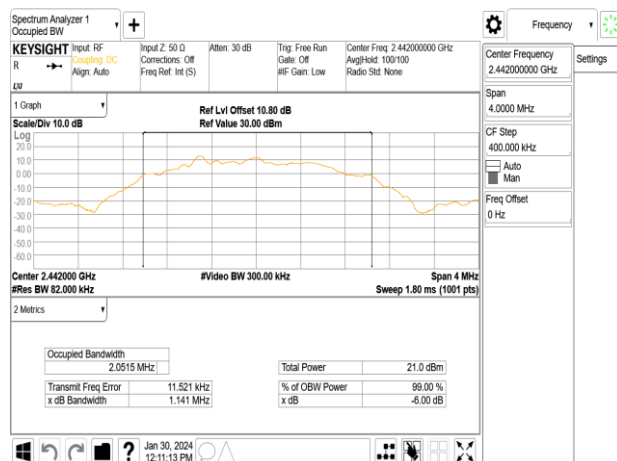 Spectrum Analyzer 1
Occupied BW
Frequency
KEYSIGHT
R
LXI
Input: RF
Coupling: DC
Align: Auto
Input Z: 50 Ω
Corrections: Off
Freq Ref: Int (S)
Atten: 30 dB
Trig: Free Run
Gate: Off
#IF Gain: Low
Center Freq: 2.442000000 GHz
Avg|Hold: 100/100
Radio Std: None
Center Frequency
2.442000000 GHz
Settings
Span
4.0000 MHz
CF Step
400.000 kHz
Auto
Man
Freq Offset
0 Hz
1 Graph
Scale/Div 10.0 dB
Ref Lvl Offset 10.80 dB
Ref Value 30.00 dBm
Log
20.0
10.0
0.00
-10.0
-20.0
-30.0
-40.0
-50.0
-60.0
Center 2.442000 GHz
#Res BW 82.000 kHz
#Video BW 300.00 kHz
Span 4 MHz
Sweep 1.80 ms (1001 pts)
2 Metrics
Occupied Bandwidth
2.0515 MHz
Transmit Freq Error 11.521 kHz
x dB Bandwidth 1.141 MHz
Total Power 21.0 dBm
% of OBW Power 99.00 %
x dB -6.00 dB
?
Jan 30, 2024
12:11:13 PM